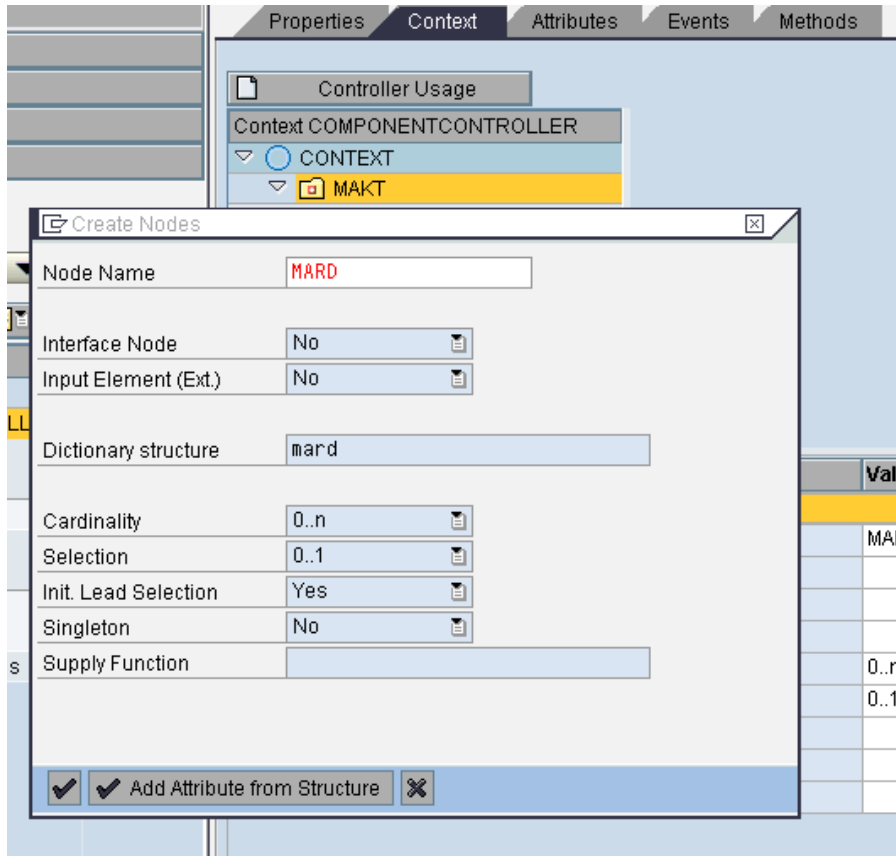 Properties Context Attributes Events Methods
Controller Usage
Context COMPONENTCONTROLLER
CONTEXT
MAKT
Create Nodes
Node Name MARD
Interface Node No
Input Element (Ext.) No
Dictionary structure mard
Cardinality 0..n
Selection 0..1
Init. Lead Selection Yes
Singleton No
Supply Function
Add Attribute from Structure
LL
s
Val
MA
0..n
0..1